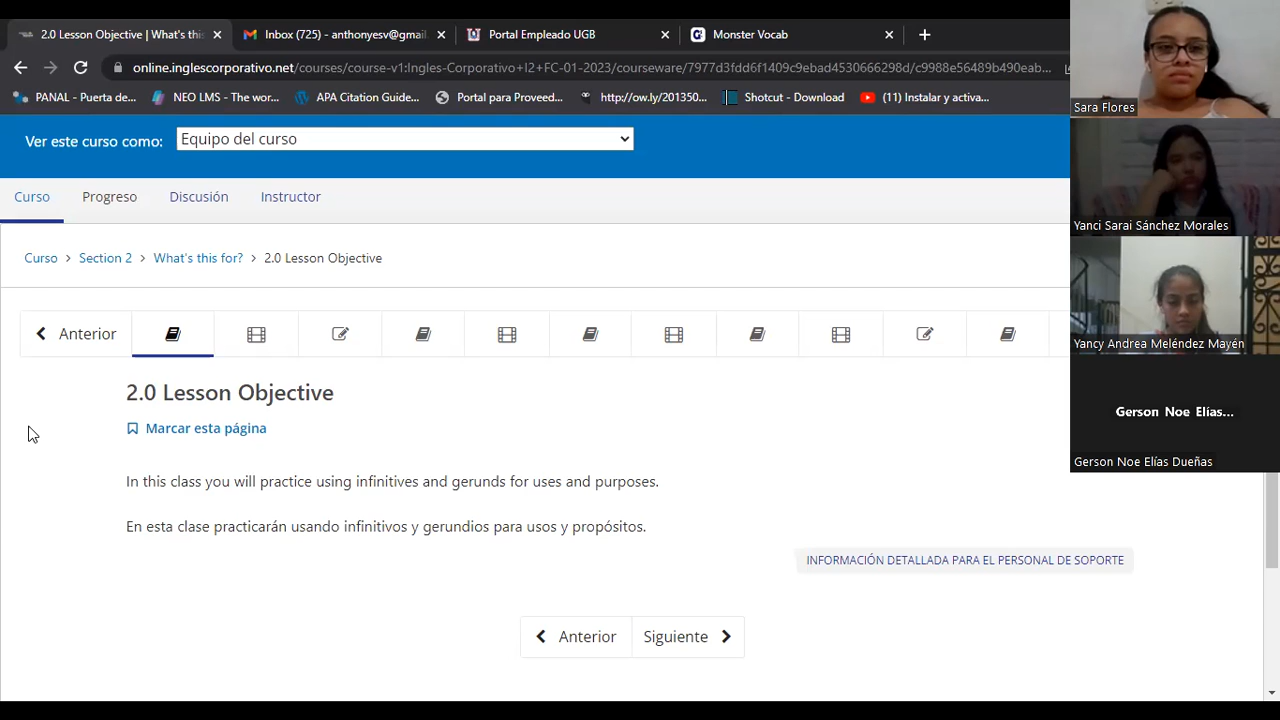 2.0 Lesson Objective | What's this
Inbox (725) - anthonyesv@gmail.
Portal Empleado UGB
Monster Vocab
online.inglescorporativo.net/courses/course-v1:Ingles-Corporativo+I2+FC-01-2023/courseware/7977d3fdd6f1409c9ebad4530666298d/c9988e56489b490eab...
PANAL - Puerta de...
NEO LMS - The wor...
APA Citation Guide...
Portal para Proveed...
http://ow.ly/201350...
Shotcut - Download
(11) Instalar y activa...
Ver este curso como:
Equipo del curso
Curso
Progreso
Discusión
Instructor
Curso > Section 2 > What's this for? > 2.0 Lesson Objective
Anterior
2.0 Lesson Objective
Marcar esta página
In this class you will practice using infinitives and gerunds for uses and purposes.
En esta clase practicarán usando infinitivos y gerundios para usos y propósitos.
INFORMACIÓN DETALLADA PARA EL PERSONAL DE SOPORTE
Anterior
Siguiente
Sara Flores
Yanci Sarai Sánchez Morales
Yancy Andrea Meléndez Mayén
Gerson Noe Elías...
Gerson Noe Elías Dueñas